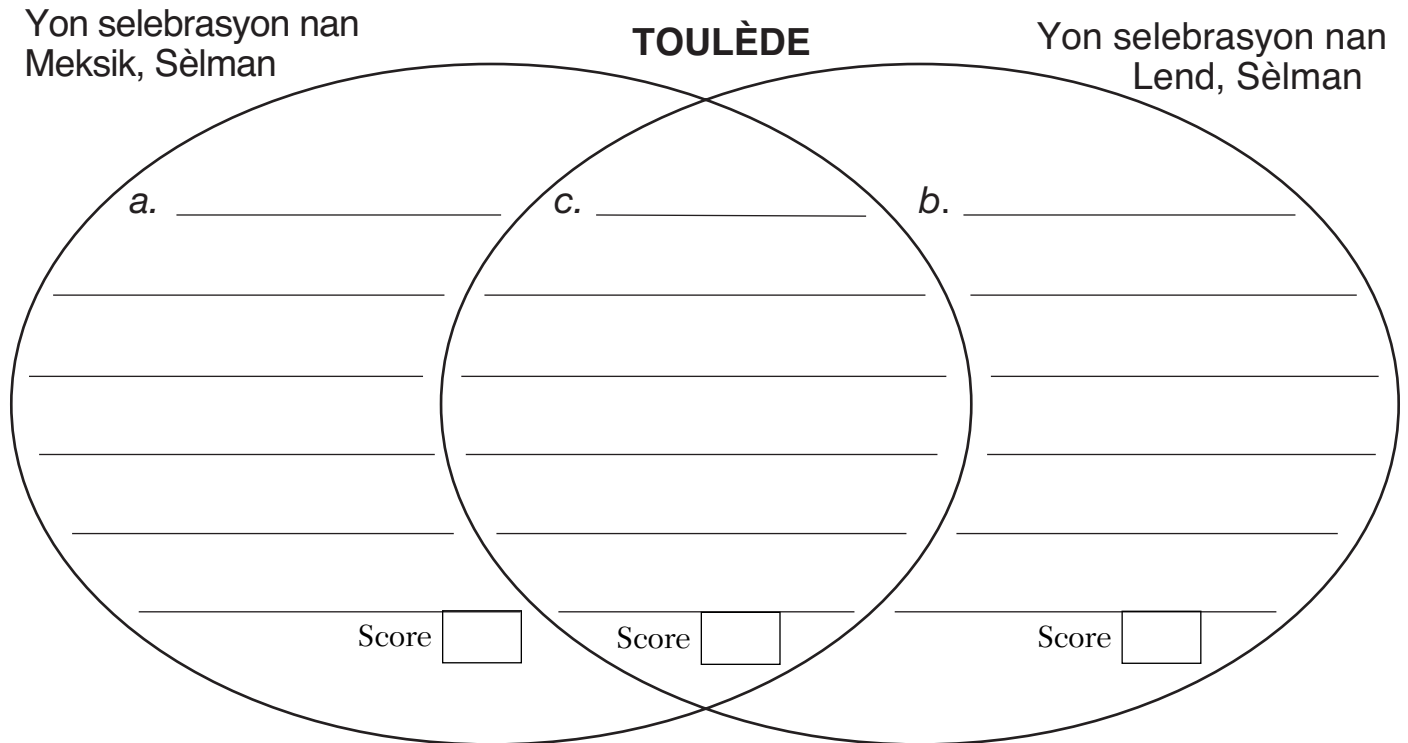 Yon selebrasyon nan
Meksik, Sèlman
TOULÈDE
Yon selebrasyon nan
Lend, Sèlman
a.
c.
b.
Score
Score
Score